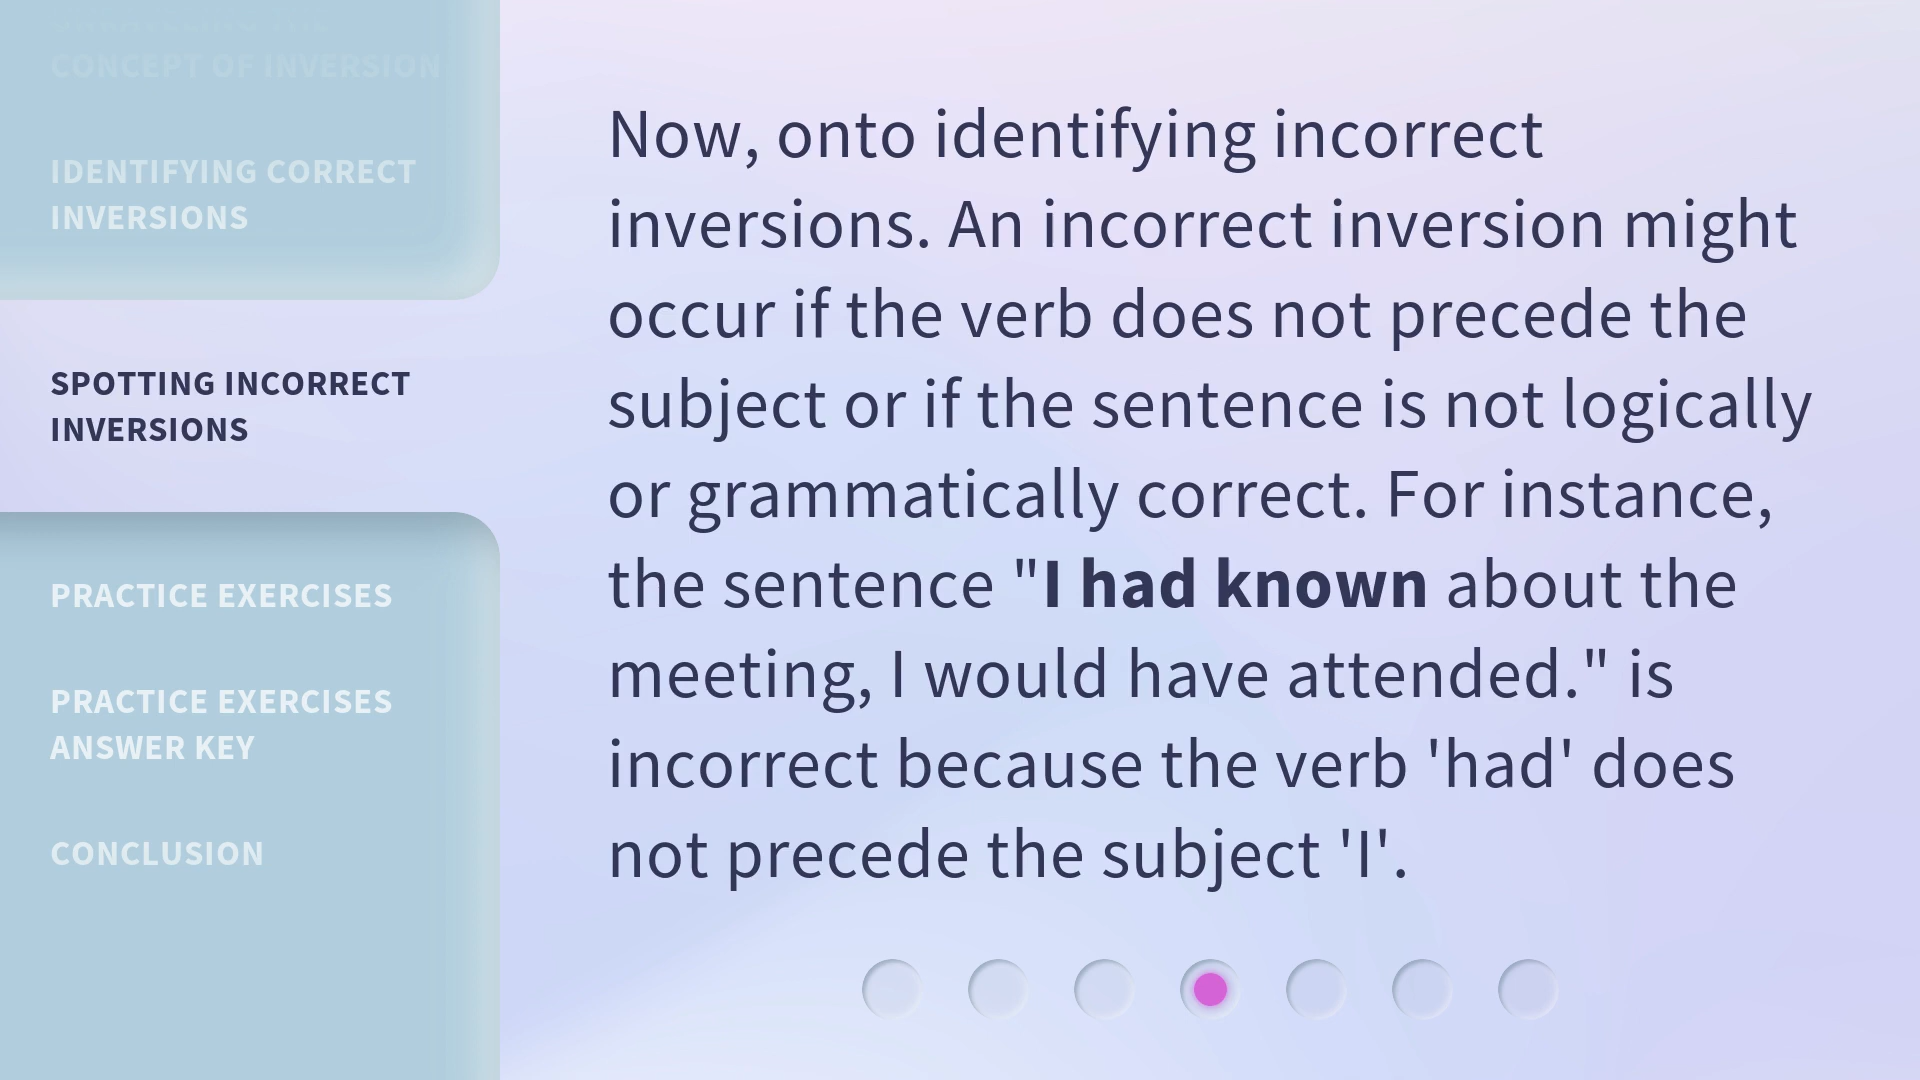 CONCEPT OF INVERSION
IDENTIFYING CORRECT
INVERSIONS
SPOTTING INCORRECT
INVERSIONS
PRACTICE EXERCISES
PRACTICE EXERCISES
ANSWER KEY
CONCLUSION
Now, onto identifying incorrect
inversions. An incorrect inversion might
occur if the verb does not precede the
subject or if the sentence is not logically
or grammatically correct. For instance,
the sentence "I had known about the
meeting, I would have attended." is
incorrect because the verb 'had' does
not precede the subject 'I'.